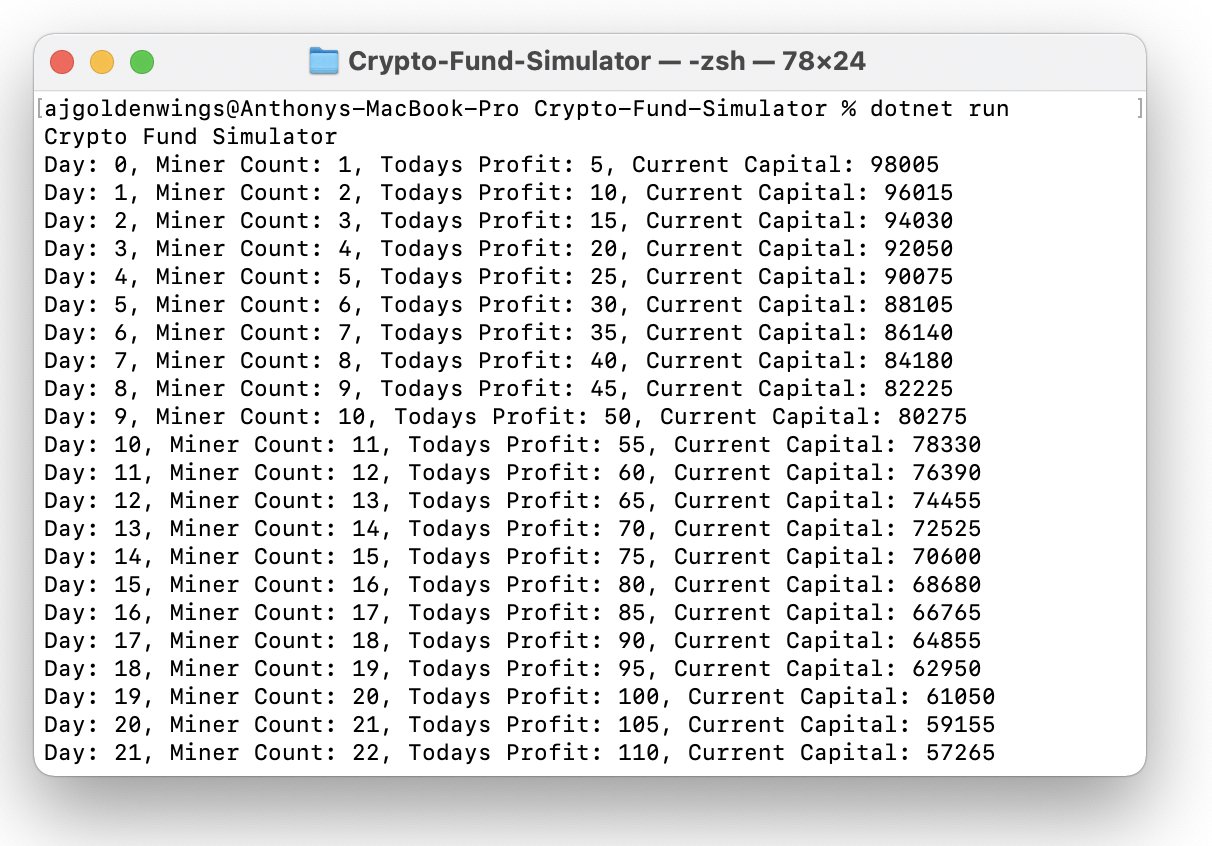 Crypto-Fund-Simulator — -zsh — 78×24
[ajgoldenwings@Anthonys-MacBook-Pro Crypto-Fund-Simulator % dotnet run ]
Crypto Fund Simulator
Day: 0, Miner Count: 1, Todays Profit: 5, Current Capital: 98005
Day: 1, Miner Count: 2, Todays Profit: 10, Current Capital: 96015
Day: 2, Miner Count: 3, Todays Profit: 15, Current Capital: 94030
Day: 3, Miner Count: 4, Todays Profit: 20, Current Capital: 92050
Day: 4, Miner Count: 5, Todays Profit: 25, Current Capital: 90075
Day: 5, Miner Count: 6, Todays Profit: 30, Current Capital: 88105
Day: 6, Miner Count: 7, Todays Profit: 35, Current Capital: 86140
Day: 7, Miner Count: 8, Todays Profit: 40, Current Capital: 84180
Day: 8, Miner Count: 9, Todays Profit: 45, Current Capital: 82225
Day: 9, Miner Count: 10, Todays Profit: 50, Current Capital: 80275
Day: 10, Miner Count: 11, Todays Profit: 55, Current Capital: 78330
Day: 11, Miner Count: 12, Todays Profit: 60, Current Capital: 76390
Day: 12, Miner Count: 13, Todays Profit: 65, Current Capital: 74455
Day: 13, Miner Count: 14, Todays Profit: 70, Current Capital: 72525
Day: 14, Miner Count: 15, Todays Profit: 75, Current Capital: 70600
Day: 15, Miner Count: 16, Todays Profit: 80, Current Capital: 68680
Day: 16, Miner Count: 17, Todays Profit: 85, Current Capital: 66765
Day: 17, Miner Count: 18, Todays Profit: 90, Current Capital: 64855
Day: 18, Miner Count: 19, Todays Profit: 95, Current Capital: 62950
Day: 19, Miner Count: 20, Todays Profit: 100, Current Capital: 61050
Day: 20, Miner Count: 21, Todays Profit: 105, Current Capital: 59155
Day: 21, Miner Count: 22, Todays Profit: 110, Current Capital: 57265